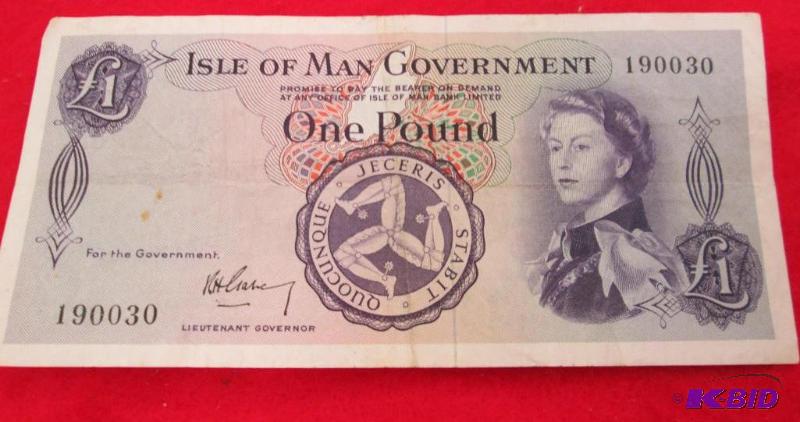 £1
ISLE OF MAN GOVERNMENT 190030
PROMISE TO PAY THE BEARER ON DEMAND
AT ANY OFFICE OF ISLE OF MAN BANK LIMITED
One Pound
QUOCUNQUE · JECERIS · STABIT
For the Government.
190030
LIEUTENANT GOVERNOR
£1
© K-BID